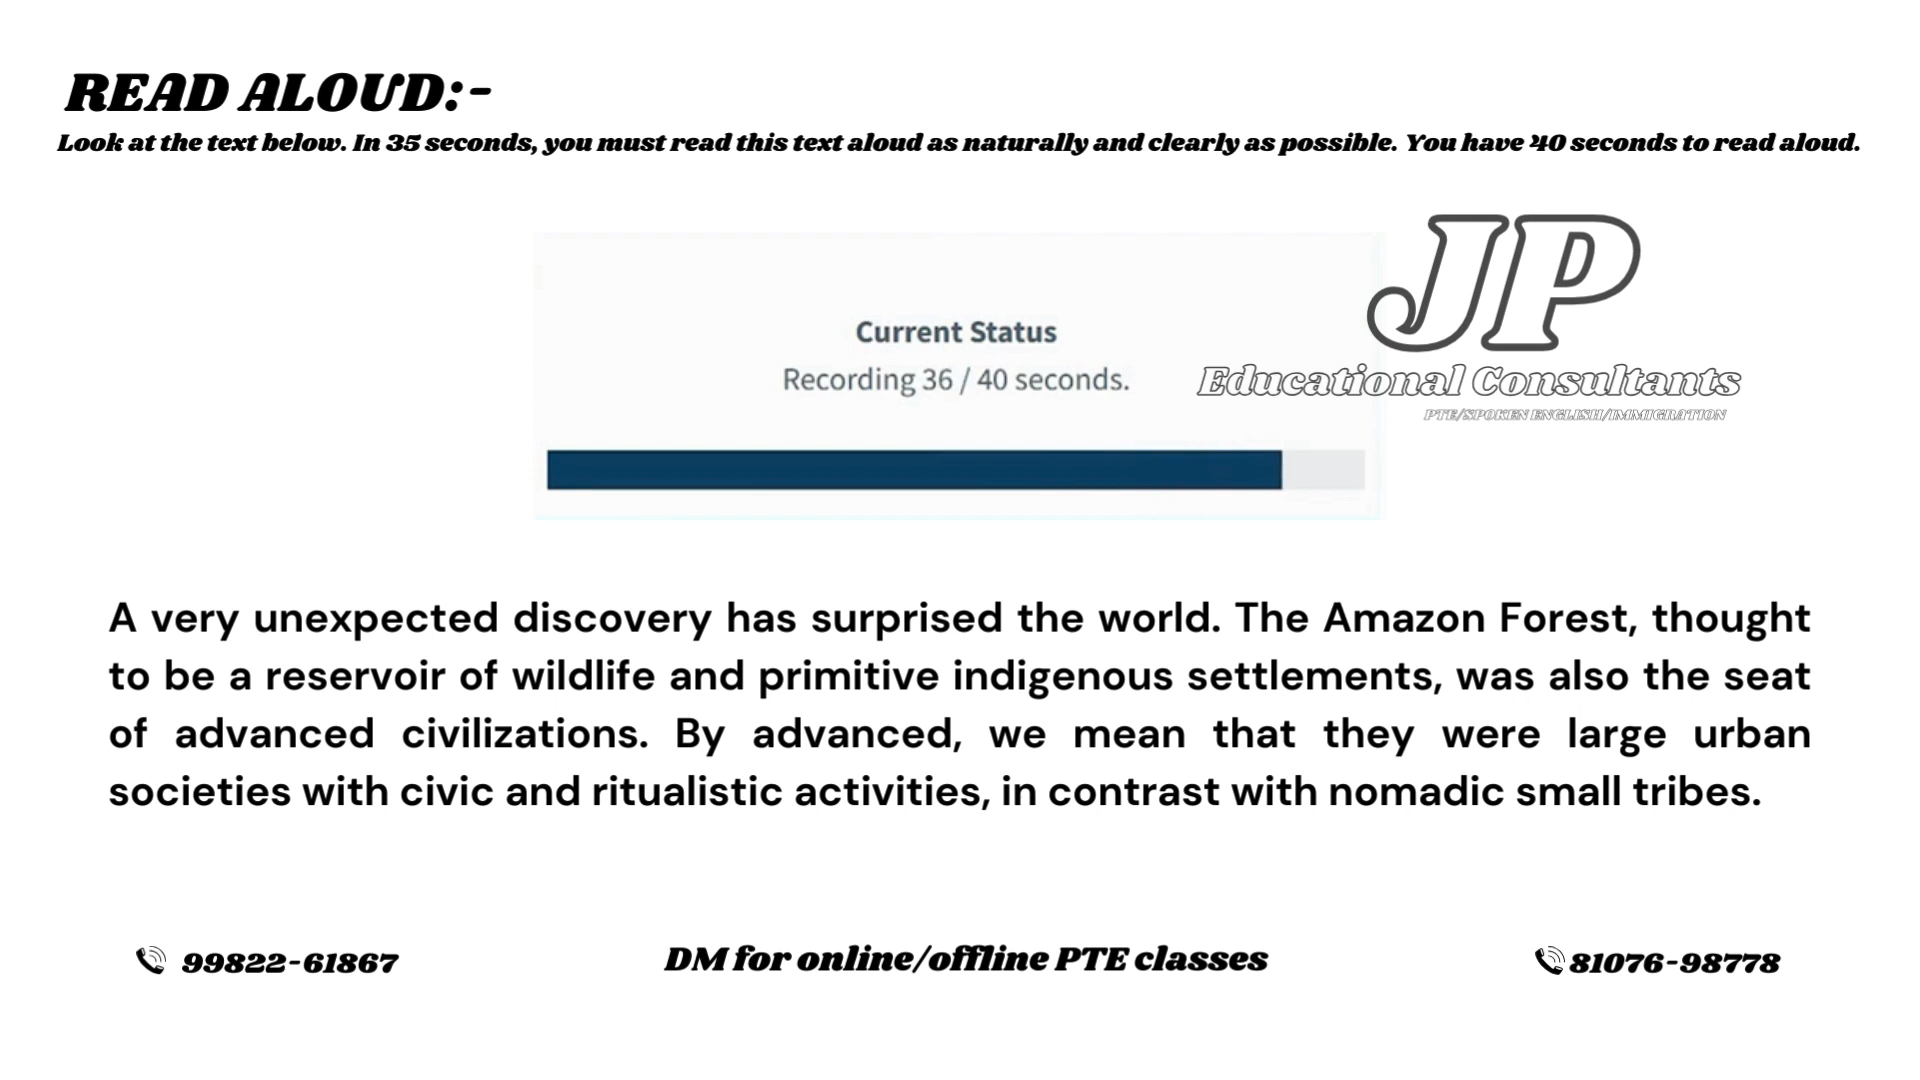 READ ALOUD:-
Look at the text below. In 35 seconds, you must read this text aloud as naturally and clearly as possible. You have 40 seconds to read aloud.
JP
Current Status
Recording 36 / 40 seconds.
Educational Consultants
PTE/SPOKEN ENGLISH/IMMIGRATION
A very unexpected discovery has surprised the world. The Amazon Forest, thought
to be a reservoir of wildlife and primitive indigenous settlements, was also the seat
of advanced civilizations. By advanced, we mean that they were large urban
societies with civic and ritualistic activities, in contrast with nomadic small tribes.
99822-61867
DM for online/offline PTE classes
81076-98778